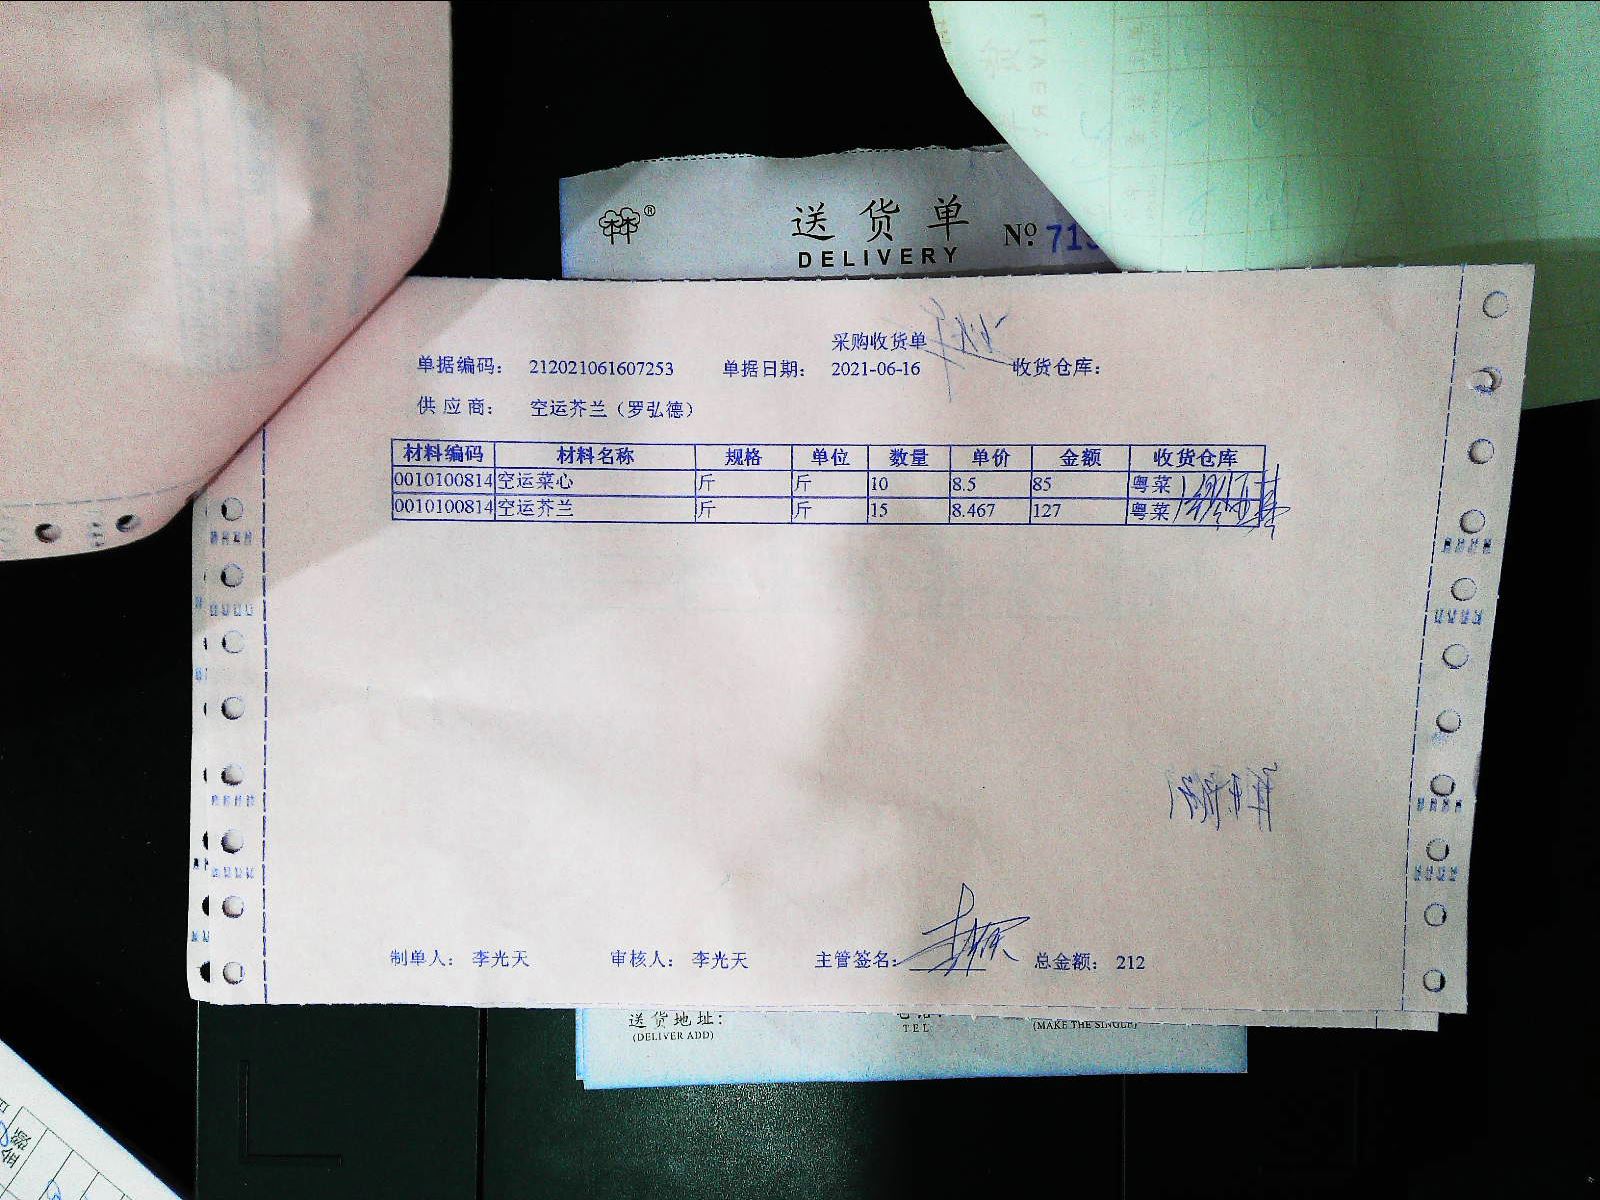 送货单
DELIVERY
№ 71
采购收货单
单据编码： 212021061607253 单据日期： 2021-06-16 收货仓库：
供应商： 空运芥兰（罗弘德）
材料编码 材料名称 规格 单位 数量 单价 金额 收货仓库
0010100814 空运菜心 斤 斤 10 8.5 85 粤菜
0010100814 空运芥兰 斤 斤 15 8.467 127 粤菜
制单人： 李光天 审核人： 李光天 主管签名： 总金额： 212
送货地址：
(DELIVER ADD) TEL (MAKE THE SINGLE)